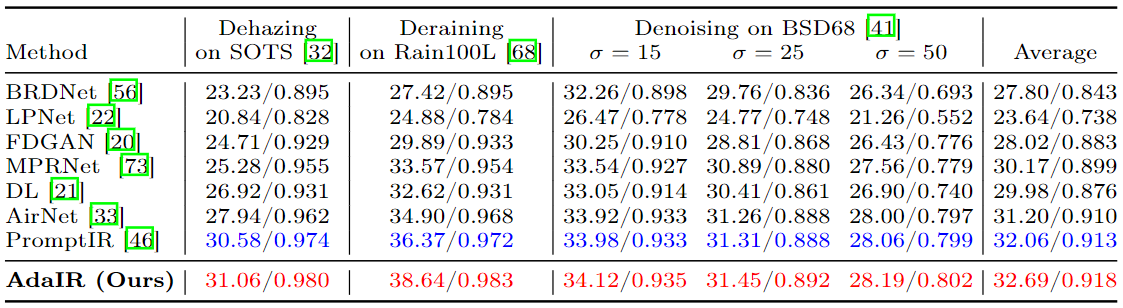 Dehazing Deraining Denoising on BSD68 [41]
Method on SOTS [32] on Rain100L [68] σ = 15 σ = 25 σ = 50 Average
BRDNet [56] 23.23/0.895 27.42/0.895 32.26/0.898 29.76/0.836 26.34/0.693 27.80/0.843
LPNet [22] 20.84/0.828 24.88/0.784 26.47/0.778 24.77/0.748 21.26/0.552 23.64/0.738
FDGAN [20] 24.71/0.929 29.89/0.933 30.25/0.910 28.81/0.868 26.43/0.776 28.02/0.883
MPRNet [73] 25.28/0.955 33.57/0.954 33.54/0.927 30.89/0.880 27.56/0.779 30.17/0.899
DL [21] 26.92/0.931 32.62/0.931 33.05/0.914 30.41/0.861 26.90/0.740 29.98/0.876
AirNet [33] 27.94/0.962 34.90/0.968 33.92/0.933 31.26/0.888 28.00/0.797 31.20/0.910
PromptIR [46] 30.58/0.974 36.37/0.972 33.98/0.933 31.31/0.888 28.06/0.799 32.06/0.913
AdaIR (Ours) 31.06/0.980 38.64/0.983 34.12/0.935 31.45/0.892 28.19/0.802 32.69/0.918